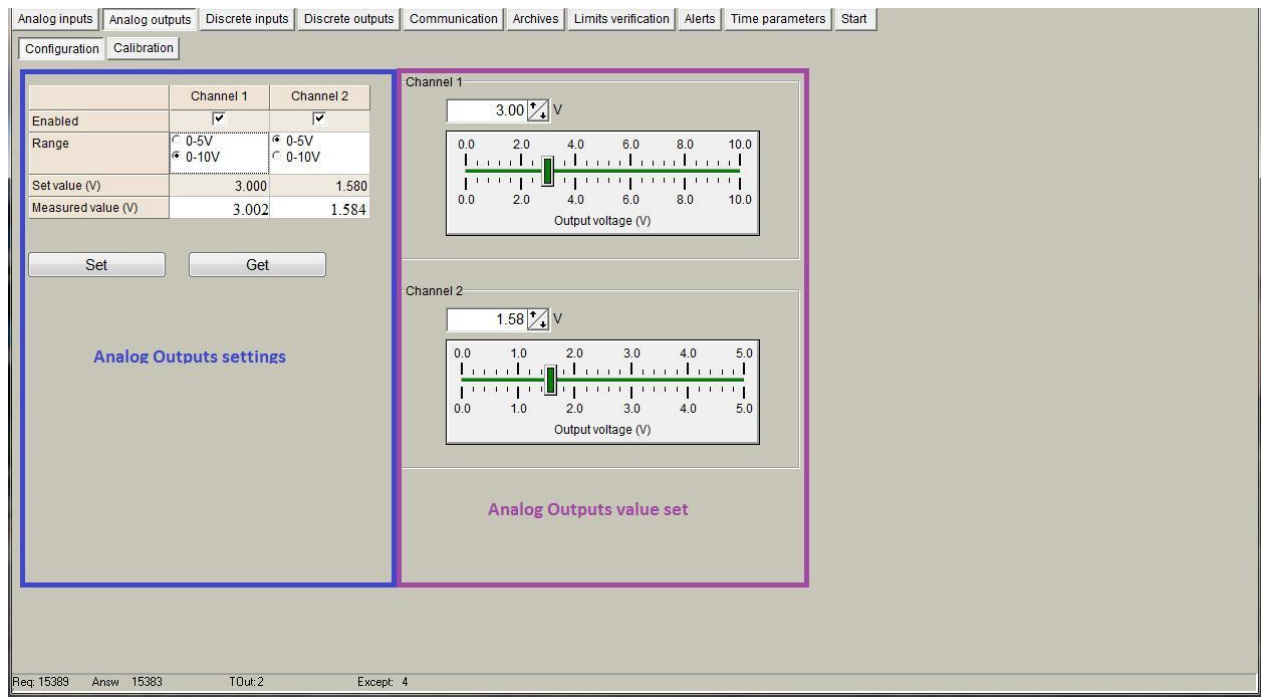 Analog inputs Analog outputs Discrete inputs Discrete outputs Communication Archives Limits verification Alerts Time parameters Start
Configuration Calibration
Channel 1 Channel 2
Enabled
Range 0-5V 0-5V
0-10V 0-10V
Set value (V) 3.000 1.580
Measured value (V) 3.002 1.584
Set Get
Analog Outputs settings
Channel 1
3.00 V
0.0 2.0 4.0 6.0 8.0 10.0
0.0 2.0 4.0 6.0 8.0 10.0
Output voltage (V)
Channel 2
1.58 V
0.0 1.0 2.0 3.0 4.0 5.0
0.0 1.0 2.0 3.0 4.0 5.0
Output voltage (V)
Analog Outputs value set
Req: 15389 Answ 15383 TOut: 2 Except: 4